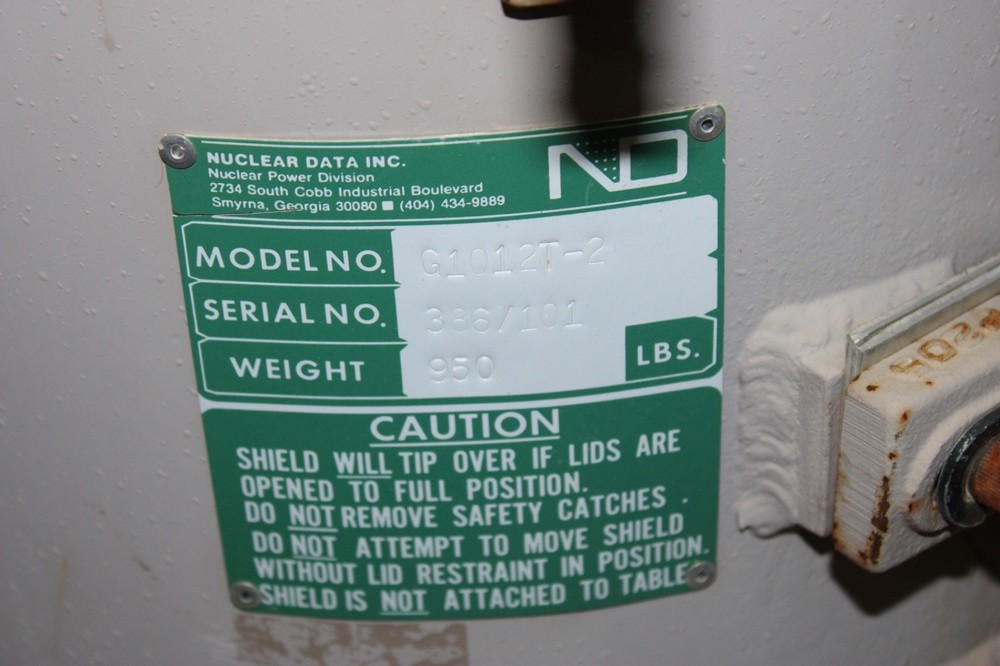 NUCLEAR DATA INC.
Nuclear Power Division
2734 South Cobb Industrial Boulevard
Smyrna, Georgia 30080 ■ (404) 434-9889
ND
MODEL NO. G1012T-2
SERIAL NO. 386/101
WEIGHT 950 LBS.
CAUTION
SHIELD WILL TIP OVER IF LIDS ARE
OPENED TO FULL POSITION.
DO NOT REMOVE SAFETY CATCHES.
DO NOT ATTEMPT TO MOVE SHIELD
WITHOUT LID RESTRAINT IN POSITION.
SHIELD IS NOT ATTACHED TO TABLE